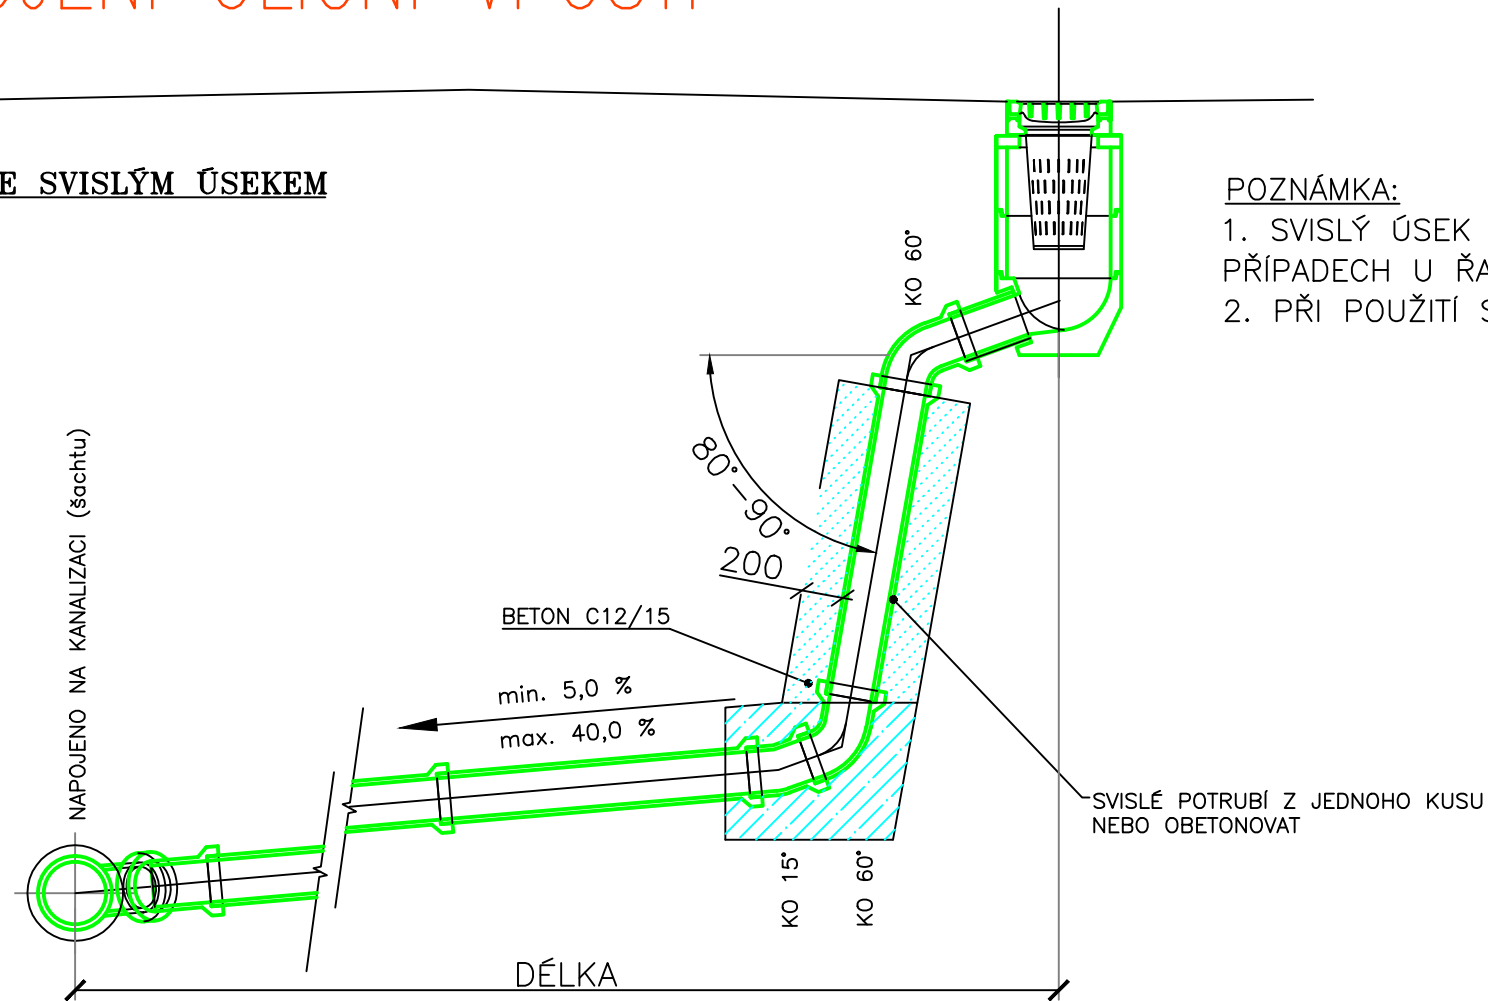 E SVISLÝM ÚSEKEM
POZNÁMKA:
1. SVISLÝ ÚSEK
PŘÍPADECH U ŘA
2. PŘI POUŽITÍ S
KO 60°
80°-90°
200
BETON C12/15
min. 5,0 %
max. 40,0 %
NAPOJENO NA KANALIZACI (šachtu)
SVISLÉ POTRUBÍ Z JEDNOHO KUSU
NEBO OBETONOVAT
KO 15°
KO 60°
DÉLKA